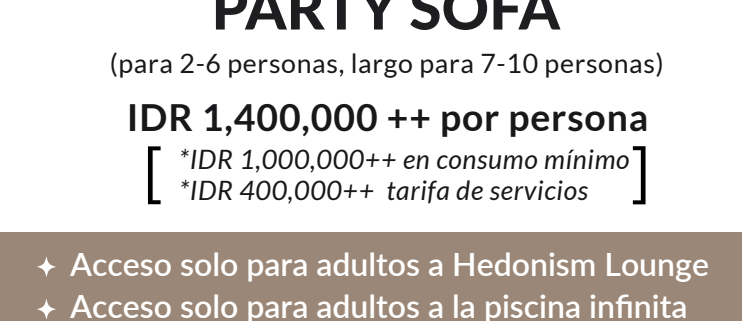 PARTY SOFA
(para 2-6 personas, largo para 7-10 personas)
IDR 1,400,000 ++ por persona
*IDR 1,000,000++ en consumo mínimo
*IDR 400,000++ tarifa de servicios
✦ Acceso solo para adultos a Hedonism Lounge
✦ Acceso solo para adultos a la piscina infinita